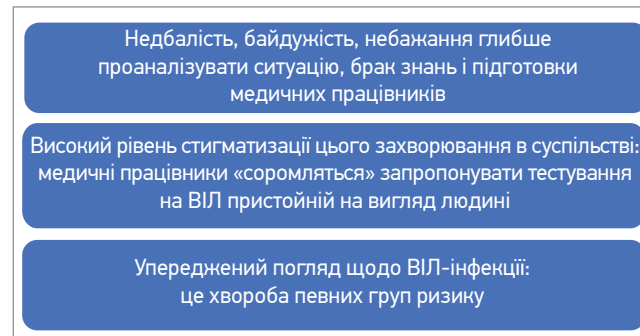 Недбалість, байдужість, небажання глибше
проаналізувати ситуацію, брак знань і підготовки
медичних працівників
Високий рівень стигматизації цього захворювання в суспільстві:
медичні працівники «соромляться» запропонувати тестування
на ВІЛ пристойній на вигляд людині
Упереджений погляд щодо ВІЛ-інфекції:
це хвороба певних груп ризику